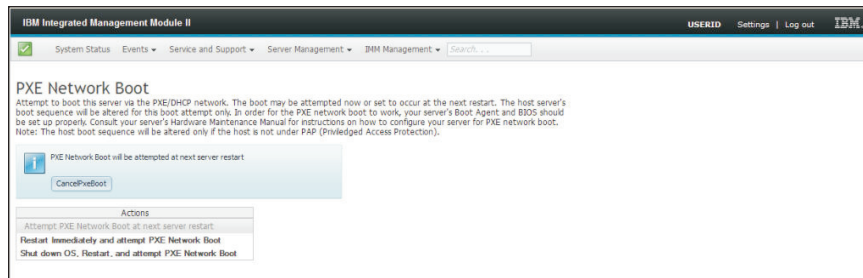 IBM Integrated Management Module II
USERID Settings | Log out IBM.
System Status Events Service and Support Server Management IMM Management Search. . .
PXE Network Boot
Attempt to boot this server via the PXE/DHCP network. The boot may be attempted now or set to occur at the next restart. The host server's
boot sequence will be altered for this boot attempt only. In order for the PXE network boot to work, your server's Boot Agent and BIOS should
be set up properly. Consult your server's Hardware Maintenance Manual for instructions on how to configure your server for PXE network boot.
Note: The host boot sequence will be altered only if the host is not under PAP (Priviledged Access Protection).
PXE Network Boot will be attempted at next server restart
CancelPxeBoot
Actions
Attempt PXE Network Boot at next server restart
Restart Immediately and attempt PXE Network Boot
Shut down OS, Restart, and attempt PXE Network Boot